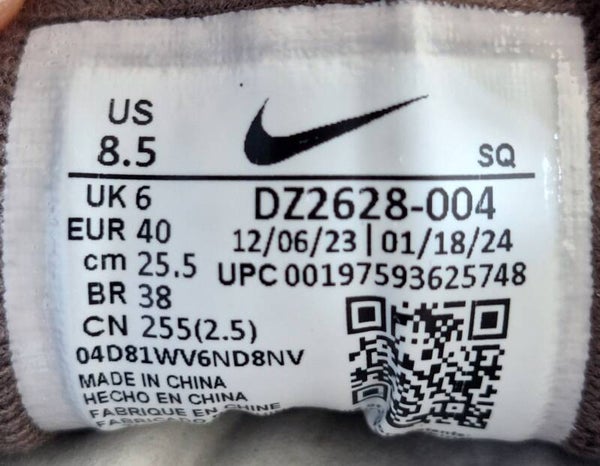 US
8.5
SQ
UK 6
EUR 40
cm 25.5
BR 38
CN 255(2.5)
DZ2628-004
12/06/23 | 01/18/24
UPC 00197593625748
04D81WV6ND8NV
MADE IN CHINA
HECHO EN CHINA
FABRIQUE EN CHINE
FABRICADO